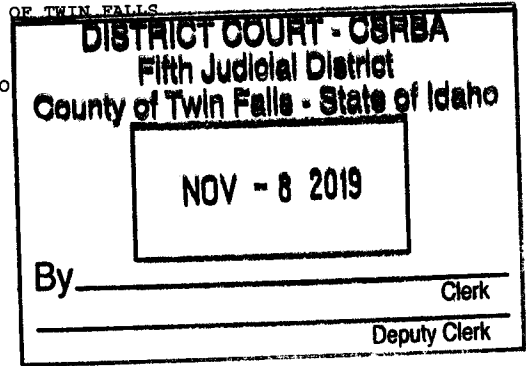 OF TWIN FALLS
DISTRICT COURT - CSRBA
Fifth Judicial District
County of Twin Falls - State of Idaho
NOV - 8 2019
By
Clerk
Deputy Clerk